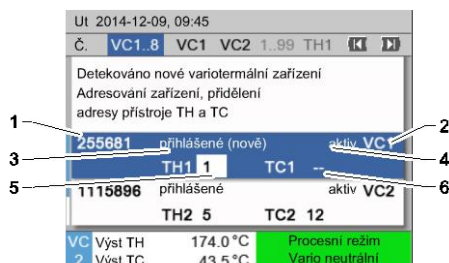 Ut 2014-12-09, 09:45
Č. VC1..8 VC1 VC2 1..99 TH1
Detekováno nové variotermální zařízení
Adresování zařízení, přidělení
adresy přístroje TH a TC
1
2
255681 přihlášené (nově) aktiv VC1
3
4
TH1 1 TC1 --
5
6
1115896 přihlášené aktiv VC2
TH2 5 TC2 12
VC Výst TH 174.0°C Procesní režim
2 Výst TC 43.5°C Vario neutrální